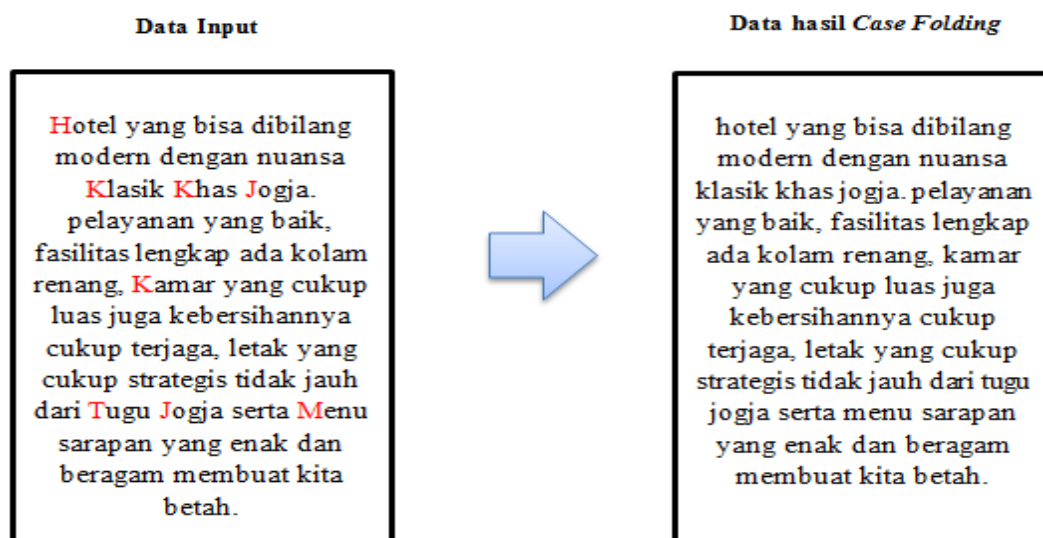 Data Input
Hotel yang bisa dibilang
modern dengan nuansa
Klasik Khas Jogja.
pelayanan yang baik,
fasilitas lengkap ada kolam
renang, Kamar yang cukup
luas juga kebersihannya
cukup terjaga, letak yang
cukup strategis tidak jauh
dari Tugu Jogja serta Menu
sarapan yang enak dan
beragam membuat kita
betah.
Data hasil Case Folding
hotel yang bisa dibilang
modern dengan nuansa
klasik khas jogja. pelayanan
yang baik, fasilitas lengkap
ada kolam renang, kamar
yang cukup luas juga
kebersihannya cukup
terjaga, letak yang cukup
strategis tidak jauh dari tugu
jogja serta menu sarapan
yang enak dan beragam
membuat kita betah.